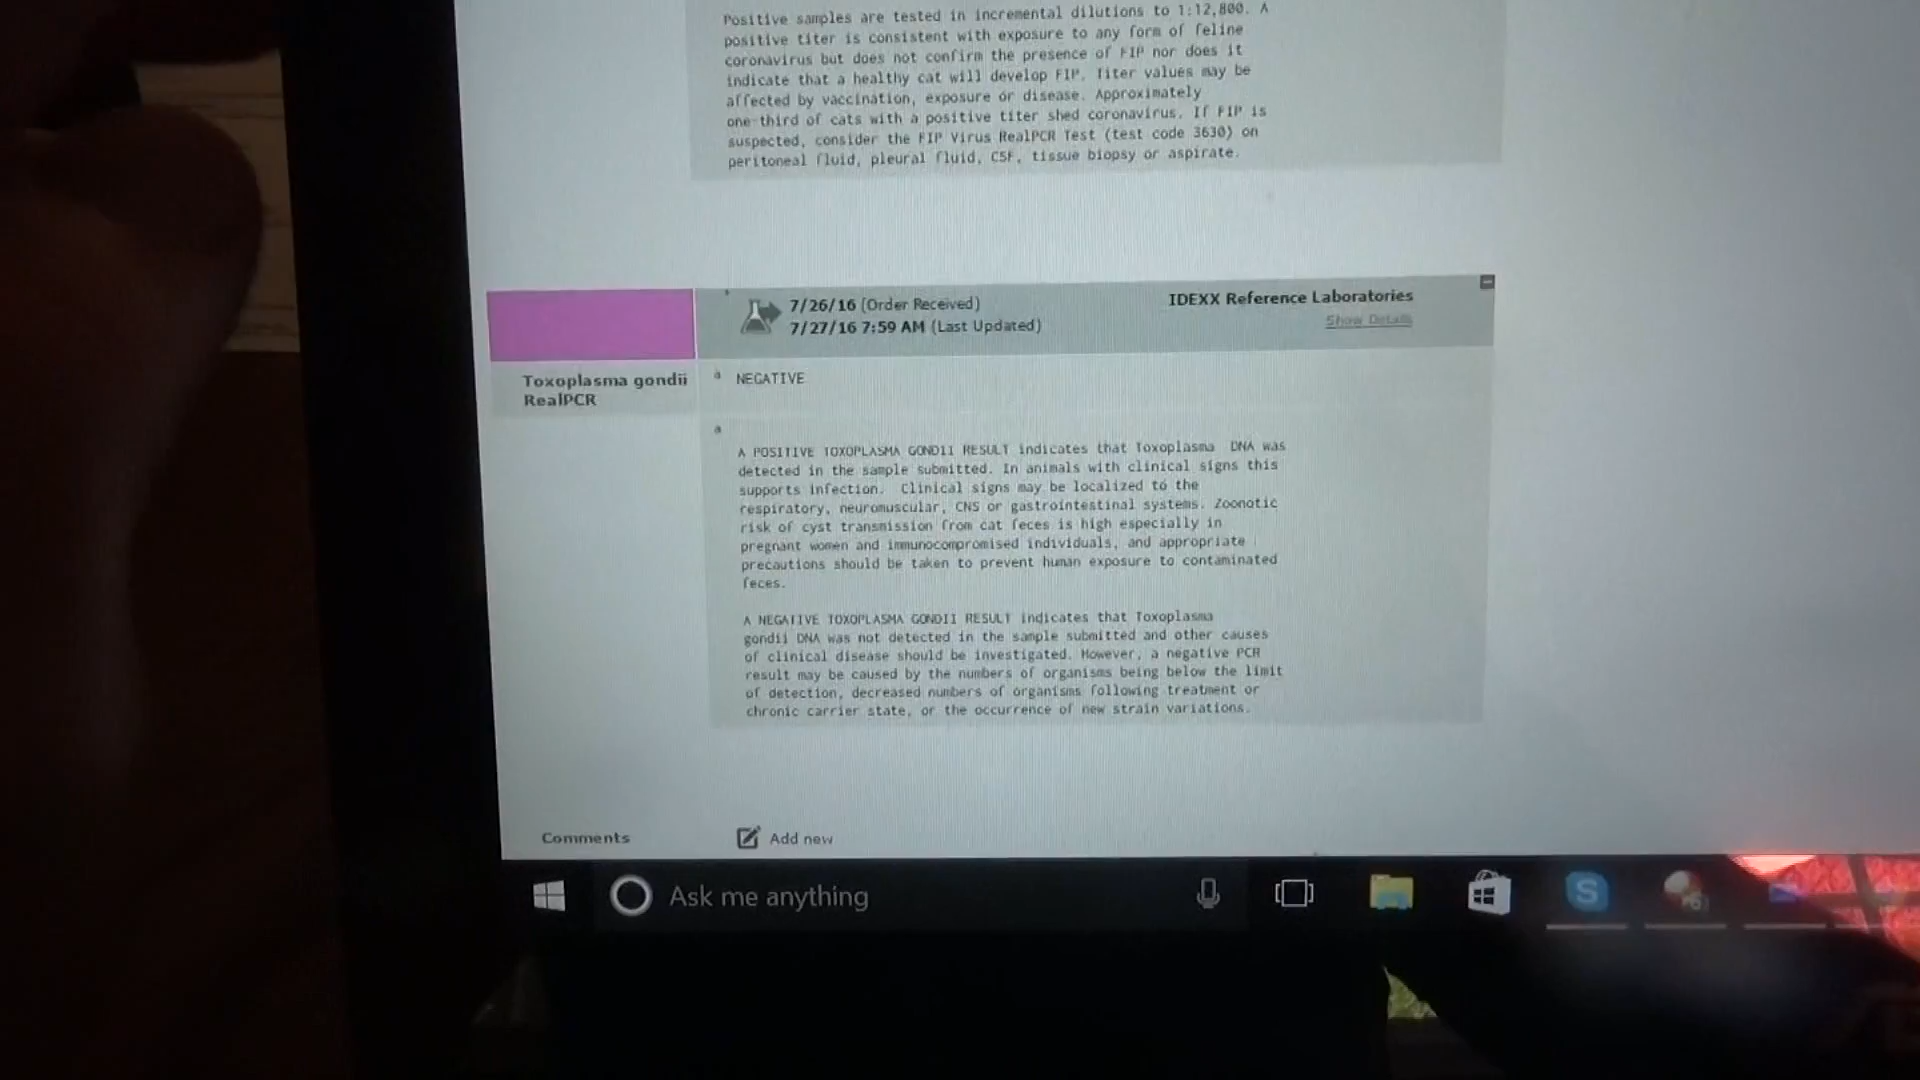 Positive samples are tested in incremental dilutions to 1:12,800. A
positive titer is consistent with exposure to any form of feline
coronavirus but does not confirm the presence of FIP nor does it
indicate that a healthy cat will develop FIP. Titer values may be
affected by vaccination, exposure or disease. Approximately
one-third of cats with a positive titer shed coronavirus. If FIP is
suspected, consider the FIP Virus RealPCR Test (test code 3630) on
peritoneal fluid, pleural fluid, CSF, tissue biopsy or aspirate.
7/26/16 (Order Received)
7/27/16 7:59 AM (Last Updated)
IDEXX Reference Laboratories
Show Details
Toxoplasma gondii
RealPCR
a NEGATIVE
a
A POSITIVE TOXOPLASMA GONDII RESULT indicates that Toxoplasma DNA was
detected in the sample submitted. In animals with clinical signs this
supports infection. Clinical signs may be localized to the
respiratory, neuromuscular, CNS or gastrointestinal systems. Zoonotic
risk of cyst transmission from cat feces is high especially in
pregnant women and immunocompromised individuals, and appropriate
precautions should be taken to prevent human exposure to contaminated
feces.
A NEGATIVE TOXOPLASMA GONDII RESULT indicates that Toxoplasma
gondii DNA was not detected in the sample submitted and other causes
of clinical disease should be investigated. However, a negative PCR
result may be caused by the numbers of organisms being below the limit
of detection, decreased numbers of organisms following treatment or
chronic carrier state, or the occurrence of new strain variations.
Comments
Add new
Ask me anything
S